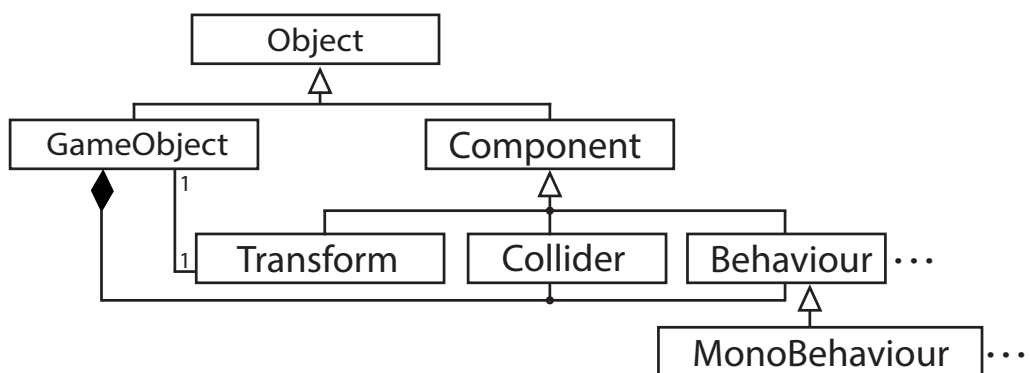 Object
GameObject
Component
1
1
Transform
Collider
Behaviour ...
MonoBehaviour ...